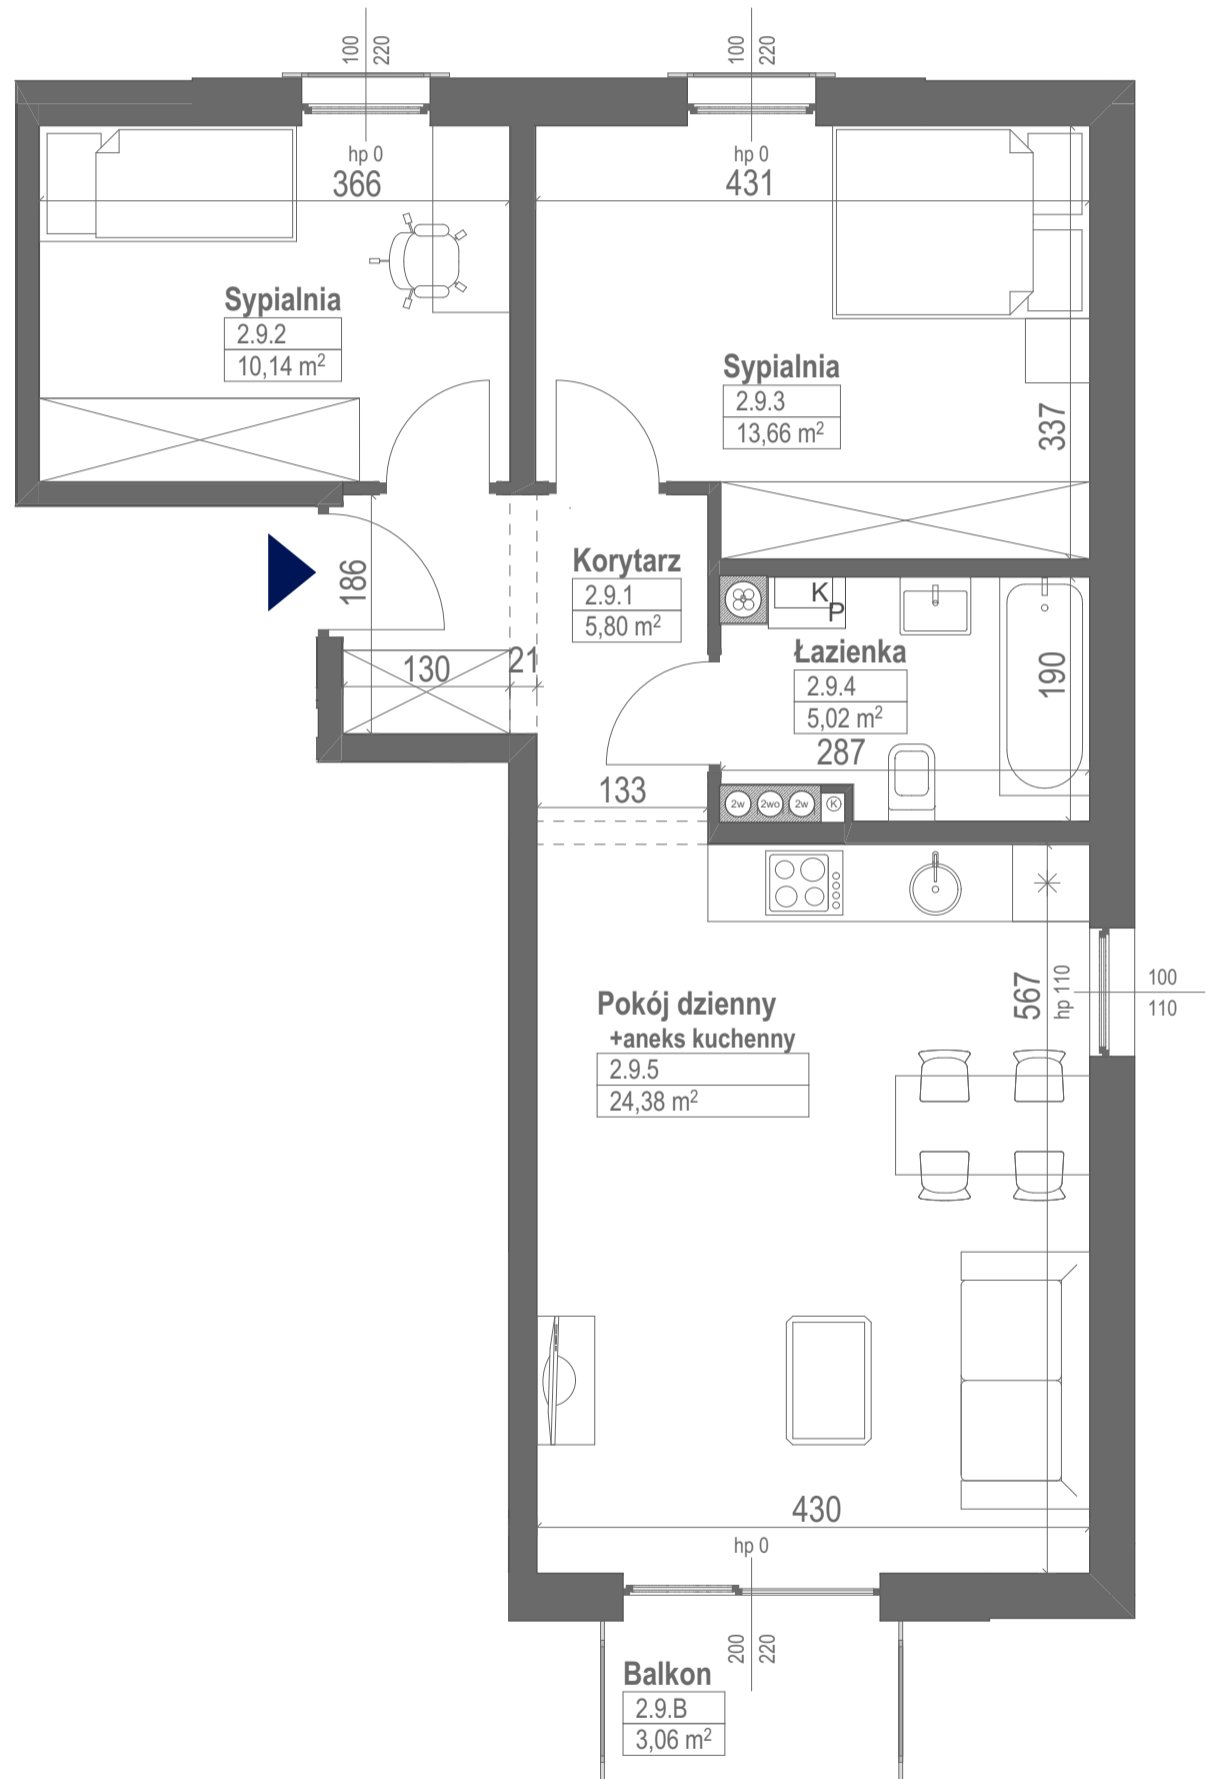 100
220
100
220
hp 0
366
hp 0
431
Sypialnia
2.9.2
10,14 m²
Sypialnia
2.9.3
13,66 m²
337
Korytarz
2.9.1
5,80 m²
186
130
21
K
P
Łazienka
2.9.4
5,02 m²
190
287
133
2w
2wo
2w
K
Pokój dzienny
+aneks kuchenny
2.9.5
24,38 m²
567
hp 110
100
110
430
hp 0
200
220
Balkon
2.9.B
3,06 m²